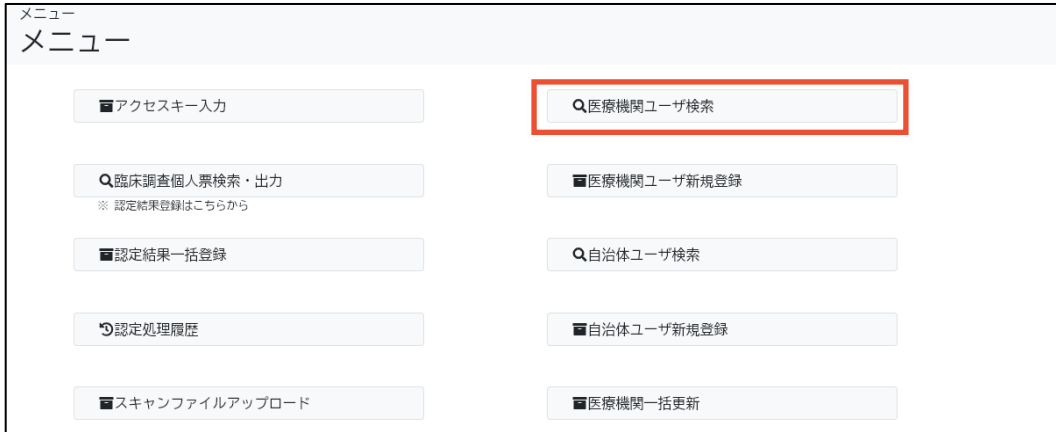 メニュー
メニュー
アクセスキー入力
医療機関ユーザ検索
臨床調査個人票検索・出力
医療機関ユーザ新規登録
※ 認定結果登録はこちらから
認定結果一括登録
自治体ユーザ検索
認定処理履歴
自治体ユーザ新規登録
スキャンファイルアップロード
医療機関一括更新